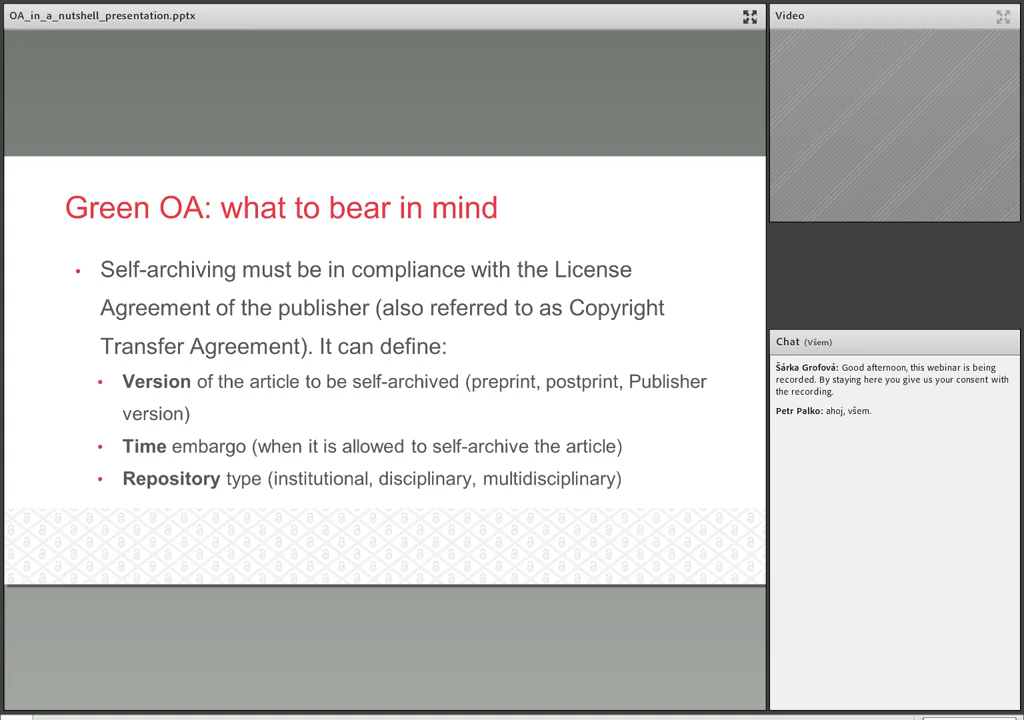 OA_in_a_nutshell_presentation.pptx
Green OA: what to bear in mind
• Self-archiving must be in compliance with the License
Agreement of the publisher (also referred to as Copyright
Transfer Agreement). It can define:
• Version of the article to be self-archived (preprint, postprint, Publisher
version)
• Time embargo (when it is allowed to self-archive the article)
• Repository type (institutional, disciplinary, multidisciplinary)
Video
Chat (Všem)
Šárka Grofová: Good afternoon, this webinar is being
recorded. By staying here you give us your consent with
the recording.
Petr Palko: ahoj, všem.